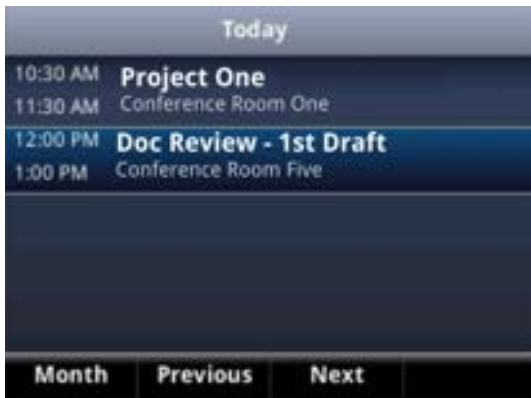 Today
10:30 AM Project One
11:30 AM Conference Room One
12:00 PM Doc Review - 1st Draft
1:00 PM Conference Room Five
Month Previous Next